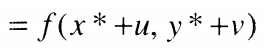 = f(x * +u, y * +v)